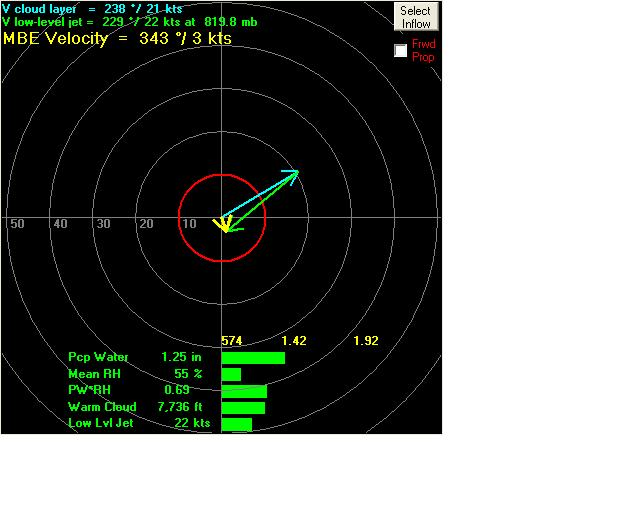 V cloud layer = 238 °/ 21 kts
V low-level jet = 229 °/ 22 kts at 819.8 mb
MBE Velocity = 343 °/ 3 kts
Select
Inflow
Frwd
Prop
50 40 30 20 10
574 1.42 1.92
Pcp Water 1.25 in
Mean RH 55 %
PW*RH 0.69
Warm Cloud 7,736 ft
Low Lvl Jet 22 kts